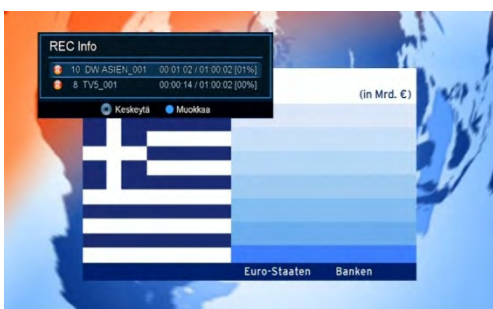 REC Info
10 DW ASIEN_001 00:01:02 / 01:00:02 [01%]
8 TV5_001 00:00:14 / 01:00:02 [00%]
Keskeytä Muokkaa
(in Mrd. €)
Euro-Staaten Banken